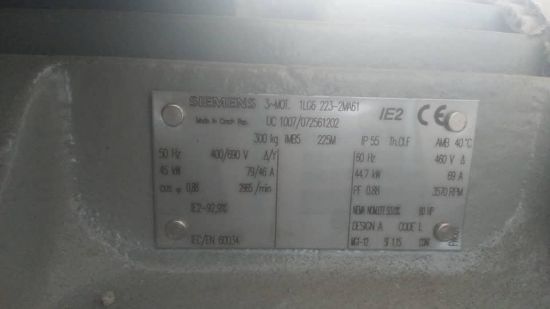 SIEMENS 3-MOT. 1LG6 223-2MA61 IE2 CE
Made in Czech Rep. UC 1007/072561202
300 kg IMB5 225M IP 55 Th.Cl.F AMB 40°C
50 Hz 400/690 V Δ/Y 60 Hz 460 V Δ
45 kW 79/46 A 44.7 kW 69 A
cos φ 0,88 2965/min PF 0.88 3570 RPM
IE2-92,9% NEMA NOM.EFF 93.0% 60 HP
DESIGN A CODE L
IEC/EN 60034 MG1-12 SF 1.15 CONT